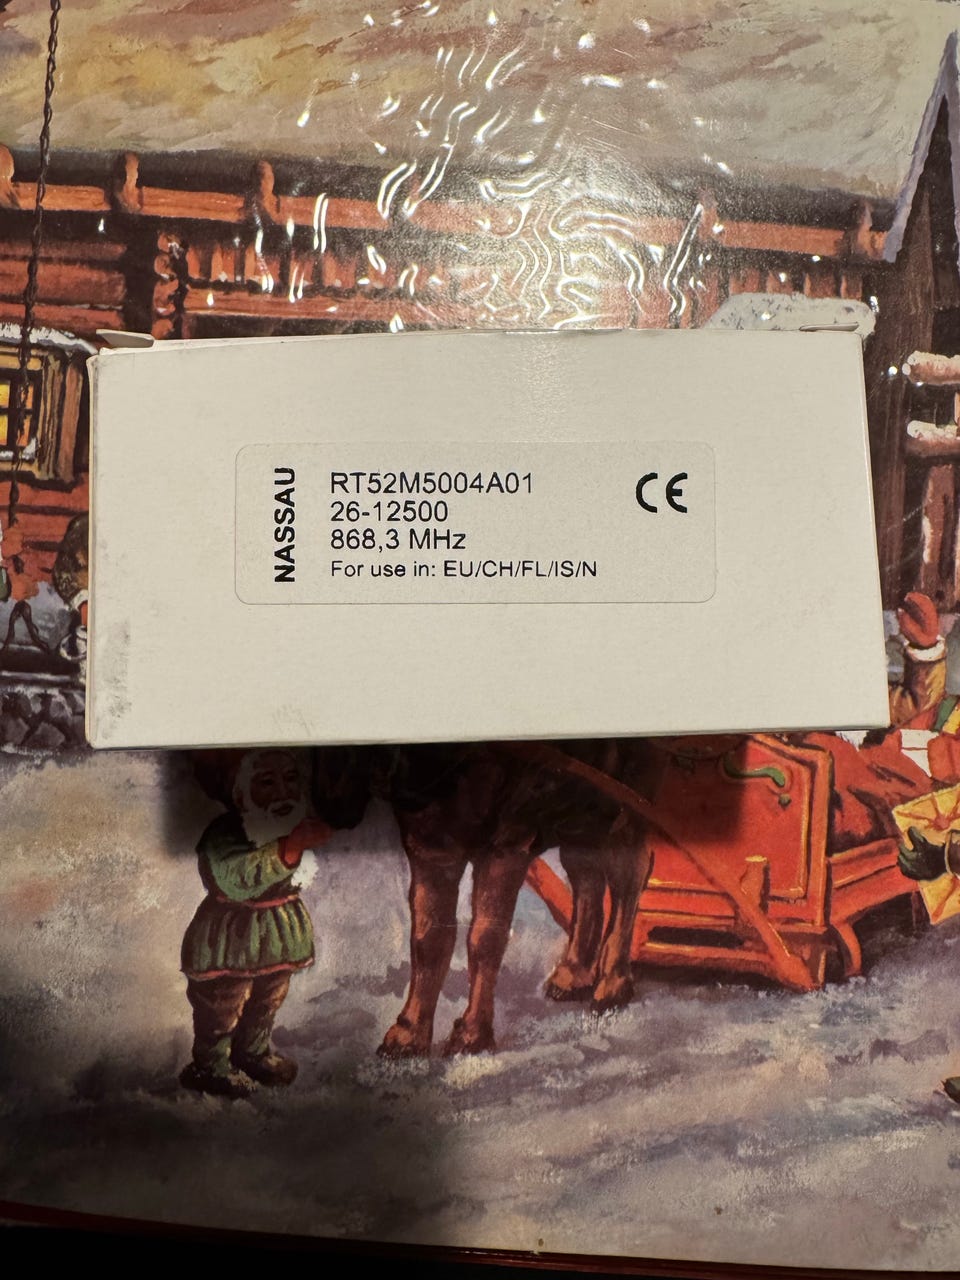 NASSAU
RT52M5004A01
26-12500
868,3 MHz
For use in: EU/CH/FL/IS/N
CE